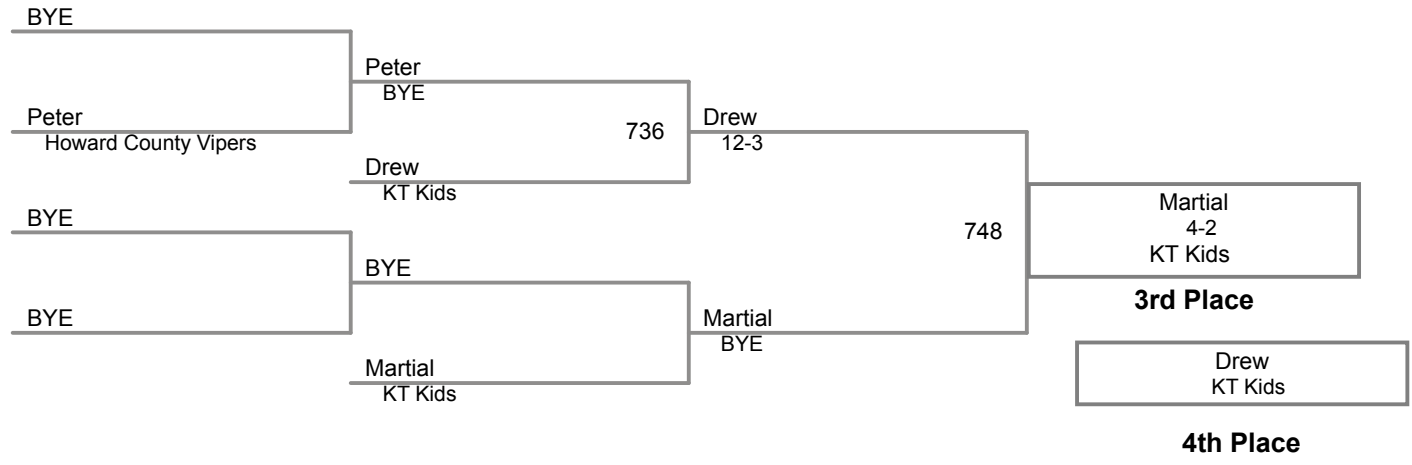 BYE
Peter
BYE
Peter
Howard County Vipers
736
Drew
12-3
Drew
KT Kids
BYE
748
Martial
4-2
KT Kids
BYE
3rd Place
BYE
Martial
BYE
Martial
KT Kids
Drew
KT Kids
4th Place